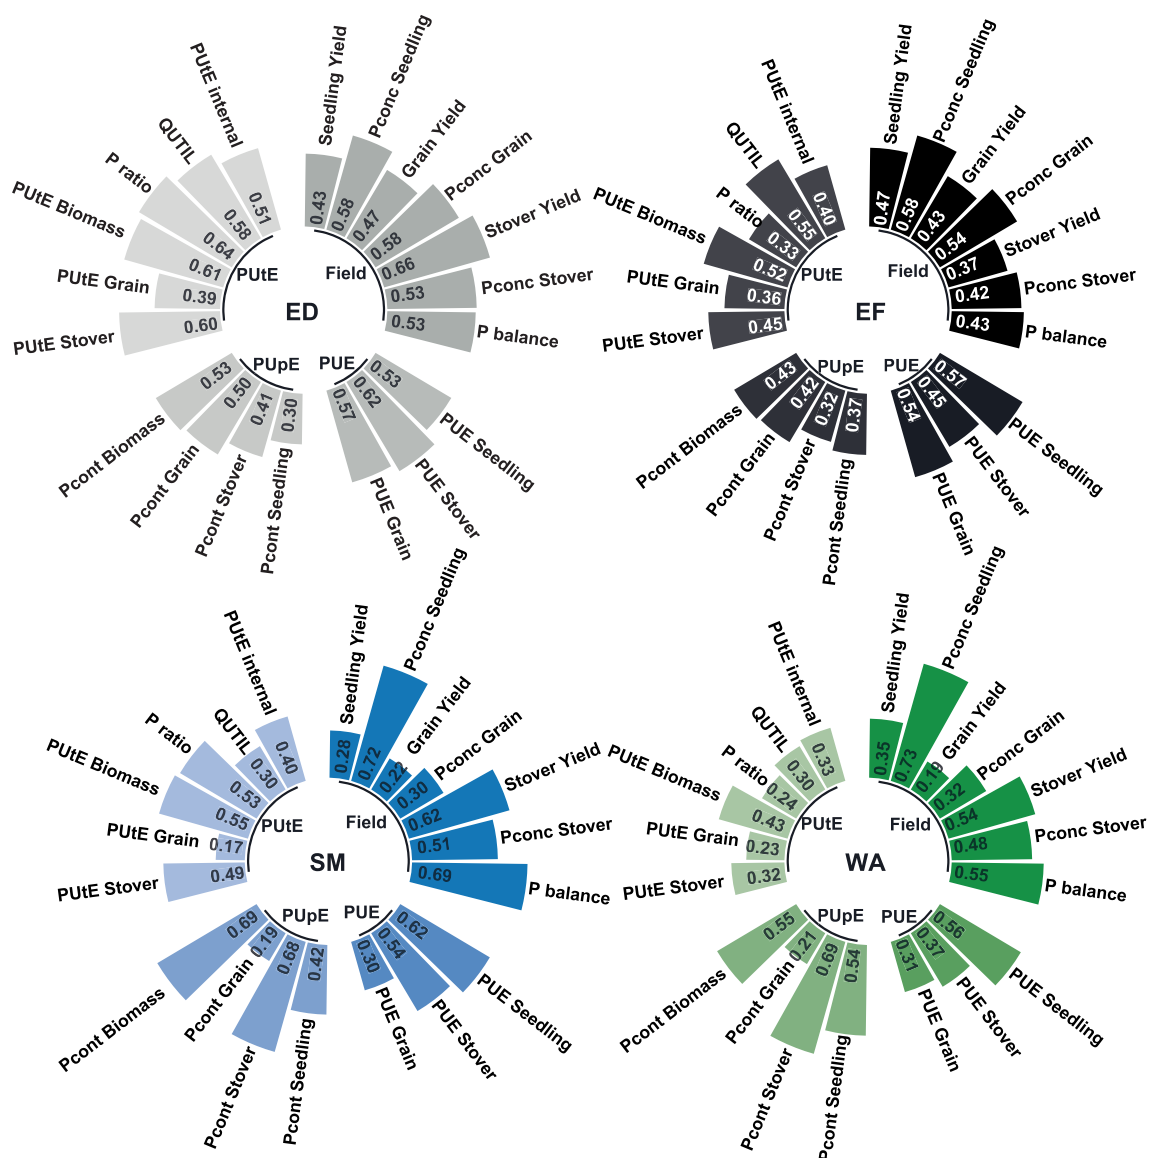 Seedling Yield
0.43
Pconc Seedling
0.58
Grain Yield
0.47
Pconc Grain
0.58
Stover Yield
0.66
Pconc Stover
0.53
P balance
0.53
PUE Seedling
0.53
PUE Stover
0.62
PUE Grain
0.57
Pcont Seedling
0.30
Pcont Stover
0.41
Pcont Grain
0.50
Pcont Biomass
0.53
PUtE Stover
0.60
PUtE Grain
0.39
PUtE Biomass
0.61
P ratio
0.64
QUTIL
0.58
PUtE internal
0.51
PUtE
Field
ED
PUpE
PUE
Seedling Yield
0.47
Pconc Seedling
0.58
Grain Yield
0.43
Pconc Grain
0.54
Stover Yield
0.37
Pconc Stover
0.42
P balance
0.43
PUE Seedling
0.57
PUE Stover
0.45
PUE Grain
0.54
Pcont Seedling
0.37
Pcont Stover
0.32
Pcont Grain
0.42
Pcont Biomass
0.43
PUtE Stover
0.45
PUtE Grain
0.36
PUtE Biomass
0.52
P ratio
0.33
QUTIL
0.55
PUtE internal
0.40
PUtE
Field
EF
PUpE
PUE
Seedling Yield
0.28
Pconc Seedling
0.72
Grain Yield
0.22
Pconc Grain
0.30
Stover Yield
0.62
Pconc Stover
0.51
P balance
0.69
PUE Seedling
0.62
PUE Stover
0.54
PUE Grain
0.30
Pcont Seedling
0.42
Pcont Stover
0.68
Pcont Grain
0.19
Pcont Biomass
0.69
PUtE Stover
0.49
PUtE Grain
0.17
PUtE Biomass
0.55
P ratio
0.53
QUTIL
0.30
PUtE internal
0.40
PUtE
Field
SM
PUpE
PUE
Seedling Yield
0.35
Pconc Seedling
0.73
Grain Yield
0.19
Pconc Grain
0.32
Stover Yield
0.54
Pconc Stover
0.48
P balance
0.55
PUE Seedling
0.56
PUE Stover
0.37
PUE Grain
0.31
Pcont Seedling
0.54
Pcont Stover
0.69
Pcont Grain
0.21
Pcont Biomass
0.55
PUtE Stover
0.32
PUtE Grain
0.23
PUtE Biomass
0.43
P ratio
0.24
QUTIL
0.30
PUtE internal
0.33
PUtE
Field
WA
PUpE
PUE